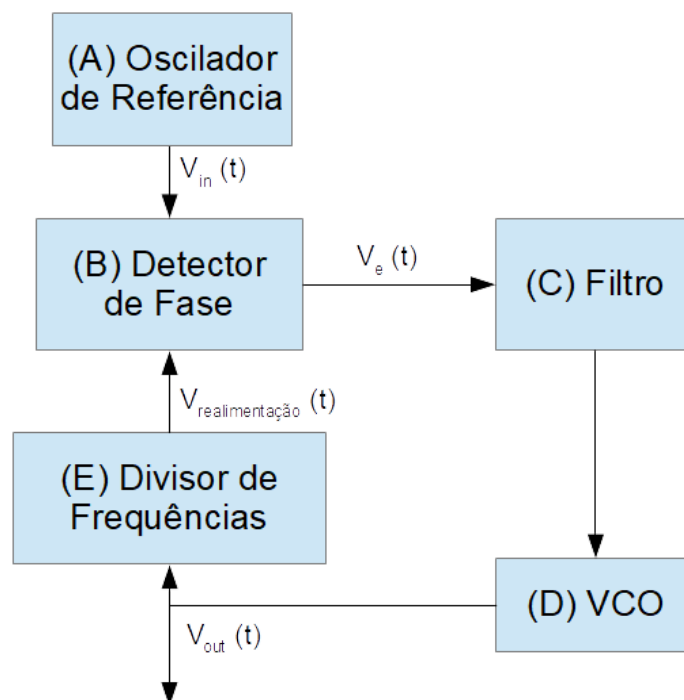 (A) Oscilador
de Referência
V_in (t)
(B) Detector
de Fase
V_e (t)
(C) Filtro
V_realimentação (t)
(E) Divisor de
Frequências
(D) VCO
V_out (t)